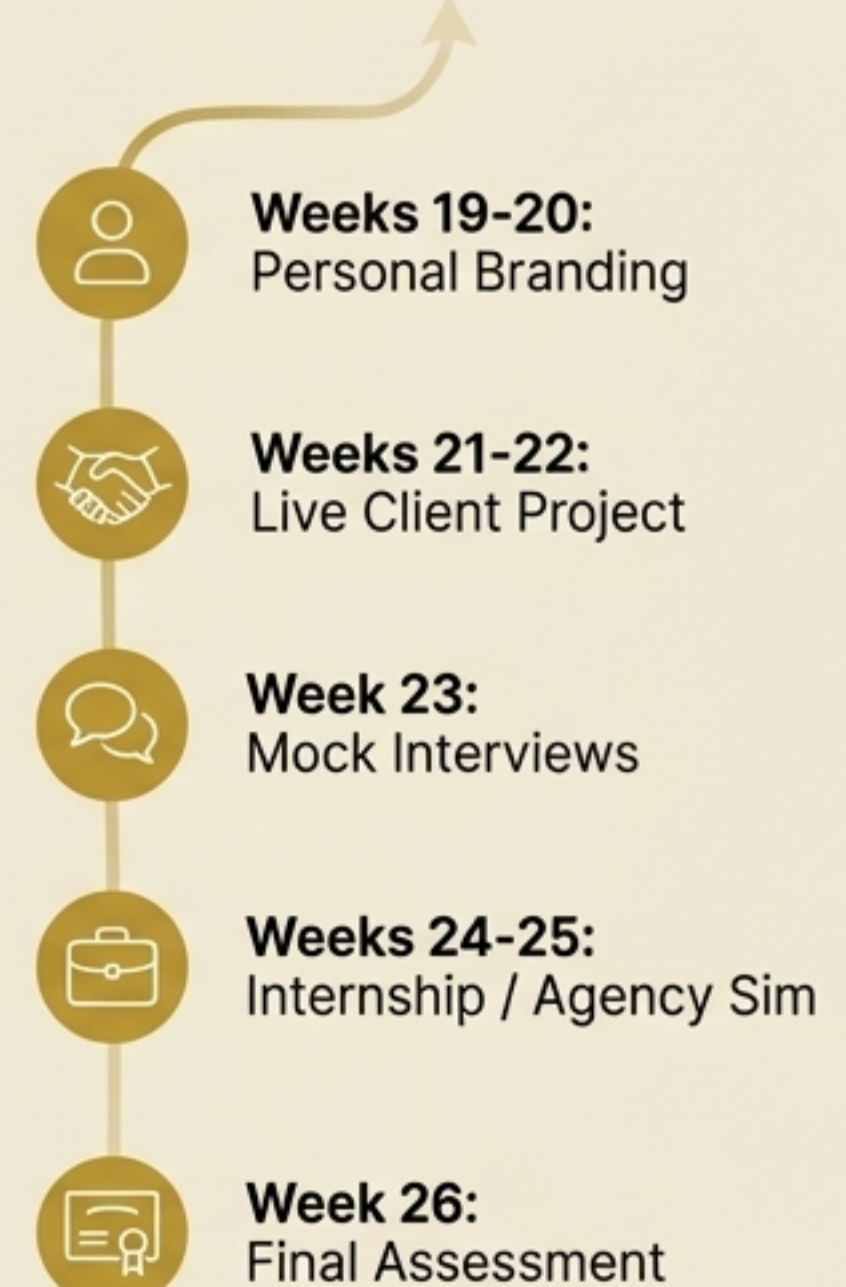 Weeks 19-20:
Personal Branding
Weeks 21-22:
Live Client Project
Week 23:
Mock Interviews
Weeks 24-25:
Internship / Agency Sim
Week 26:
Final Assessment